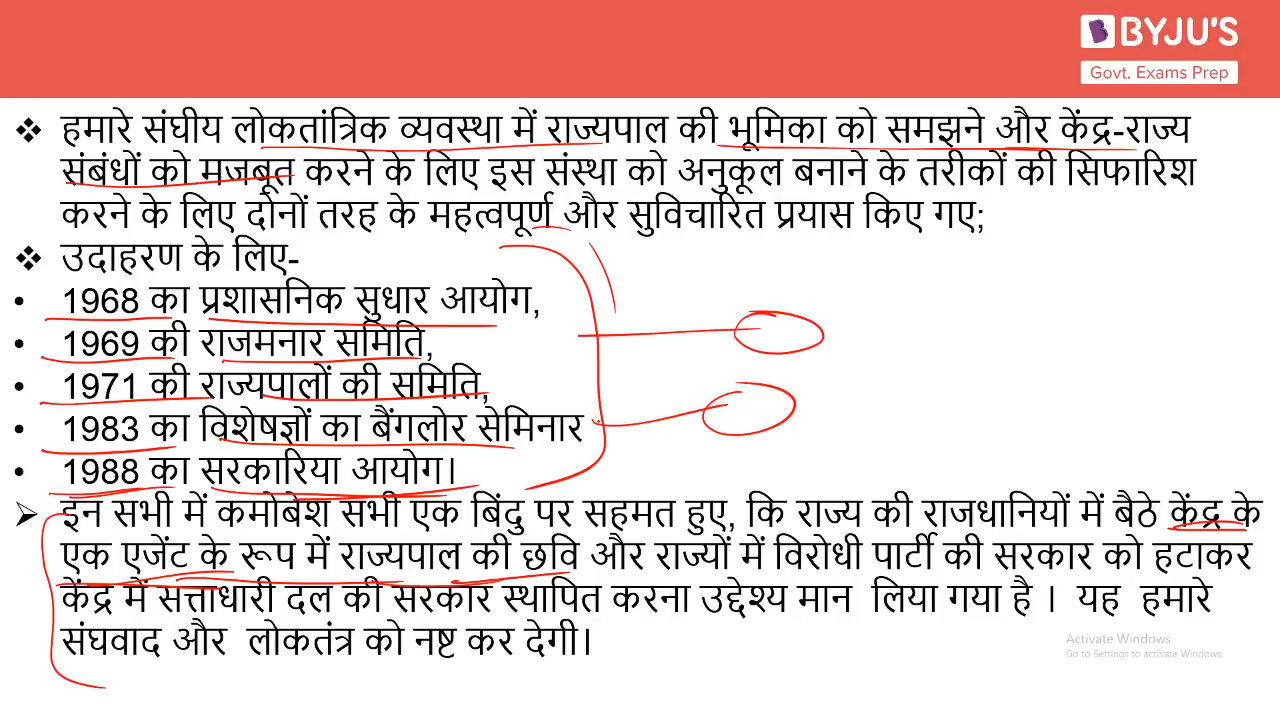 BYJU'S
Govt. Exams Prep
❖ हमारे संघीय लोकतांत्रिक व्यवस्था में राज्यपाल की भूमिका को समझने और केंद्र-राज्य
संबंधों को मजबूत करने के लिए इस संस्था को अनुकूल बनाने के तरीकों की सिफारिश
करने के लिए दोनों तरह के महत्वपूर्ण और सुविचारित प्रयास किए गए;
❖ उदाहरण के लिए-
• 1968 का प्रशासनिक सुधार आयोग,
• 1969 की राजमनार समिति,
• 1971 की राज्यपालों की समिति,
• 1983 का विशेषज्ञों का बैंगलोर सेमिनार
• 1988 का सरकारिया आयोग।
➢ इन सभी में कमोबेश सभी एक बिंदु पर सहमत हुए, कि राज्य की राजधानियों में बैठे केंद्र के
एक एजेंट के रूप में राज्यपाल की छवि और राज्यों में विरोधी पार्टी की सरकार को हटाकर
केंद्र में सत्ताधारी दल की सरकार स्थापित करना उद्देश्य मान लिया गया है । यह हमारे
संघवाद और लोकतंत्र को नष्ट कर देगी।
Activate Windows
Go to Settings to activate Windows.